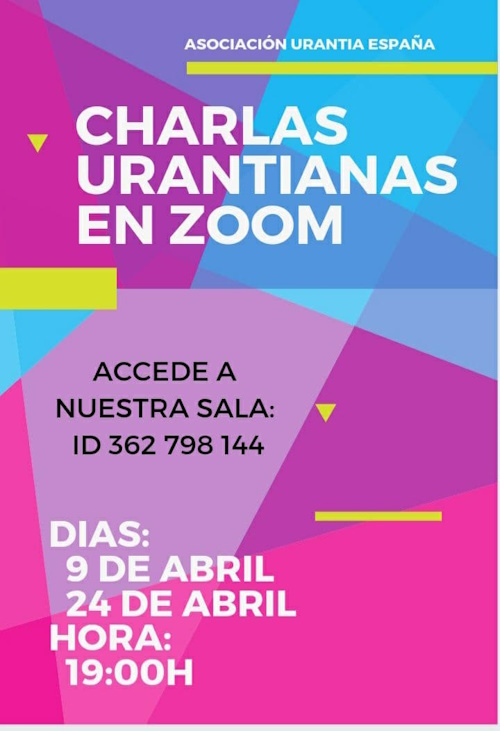 ASOCIACIÓN URANTIA ESPAÑA
CHARLAS
URANTIANAS
EN ZOOM
ACCEDE A
NUESTRA SALA:
ID 362 798 144
DIAS:
9 DE ABRIL
24 DE ABRIL
HORA:
19:00H